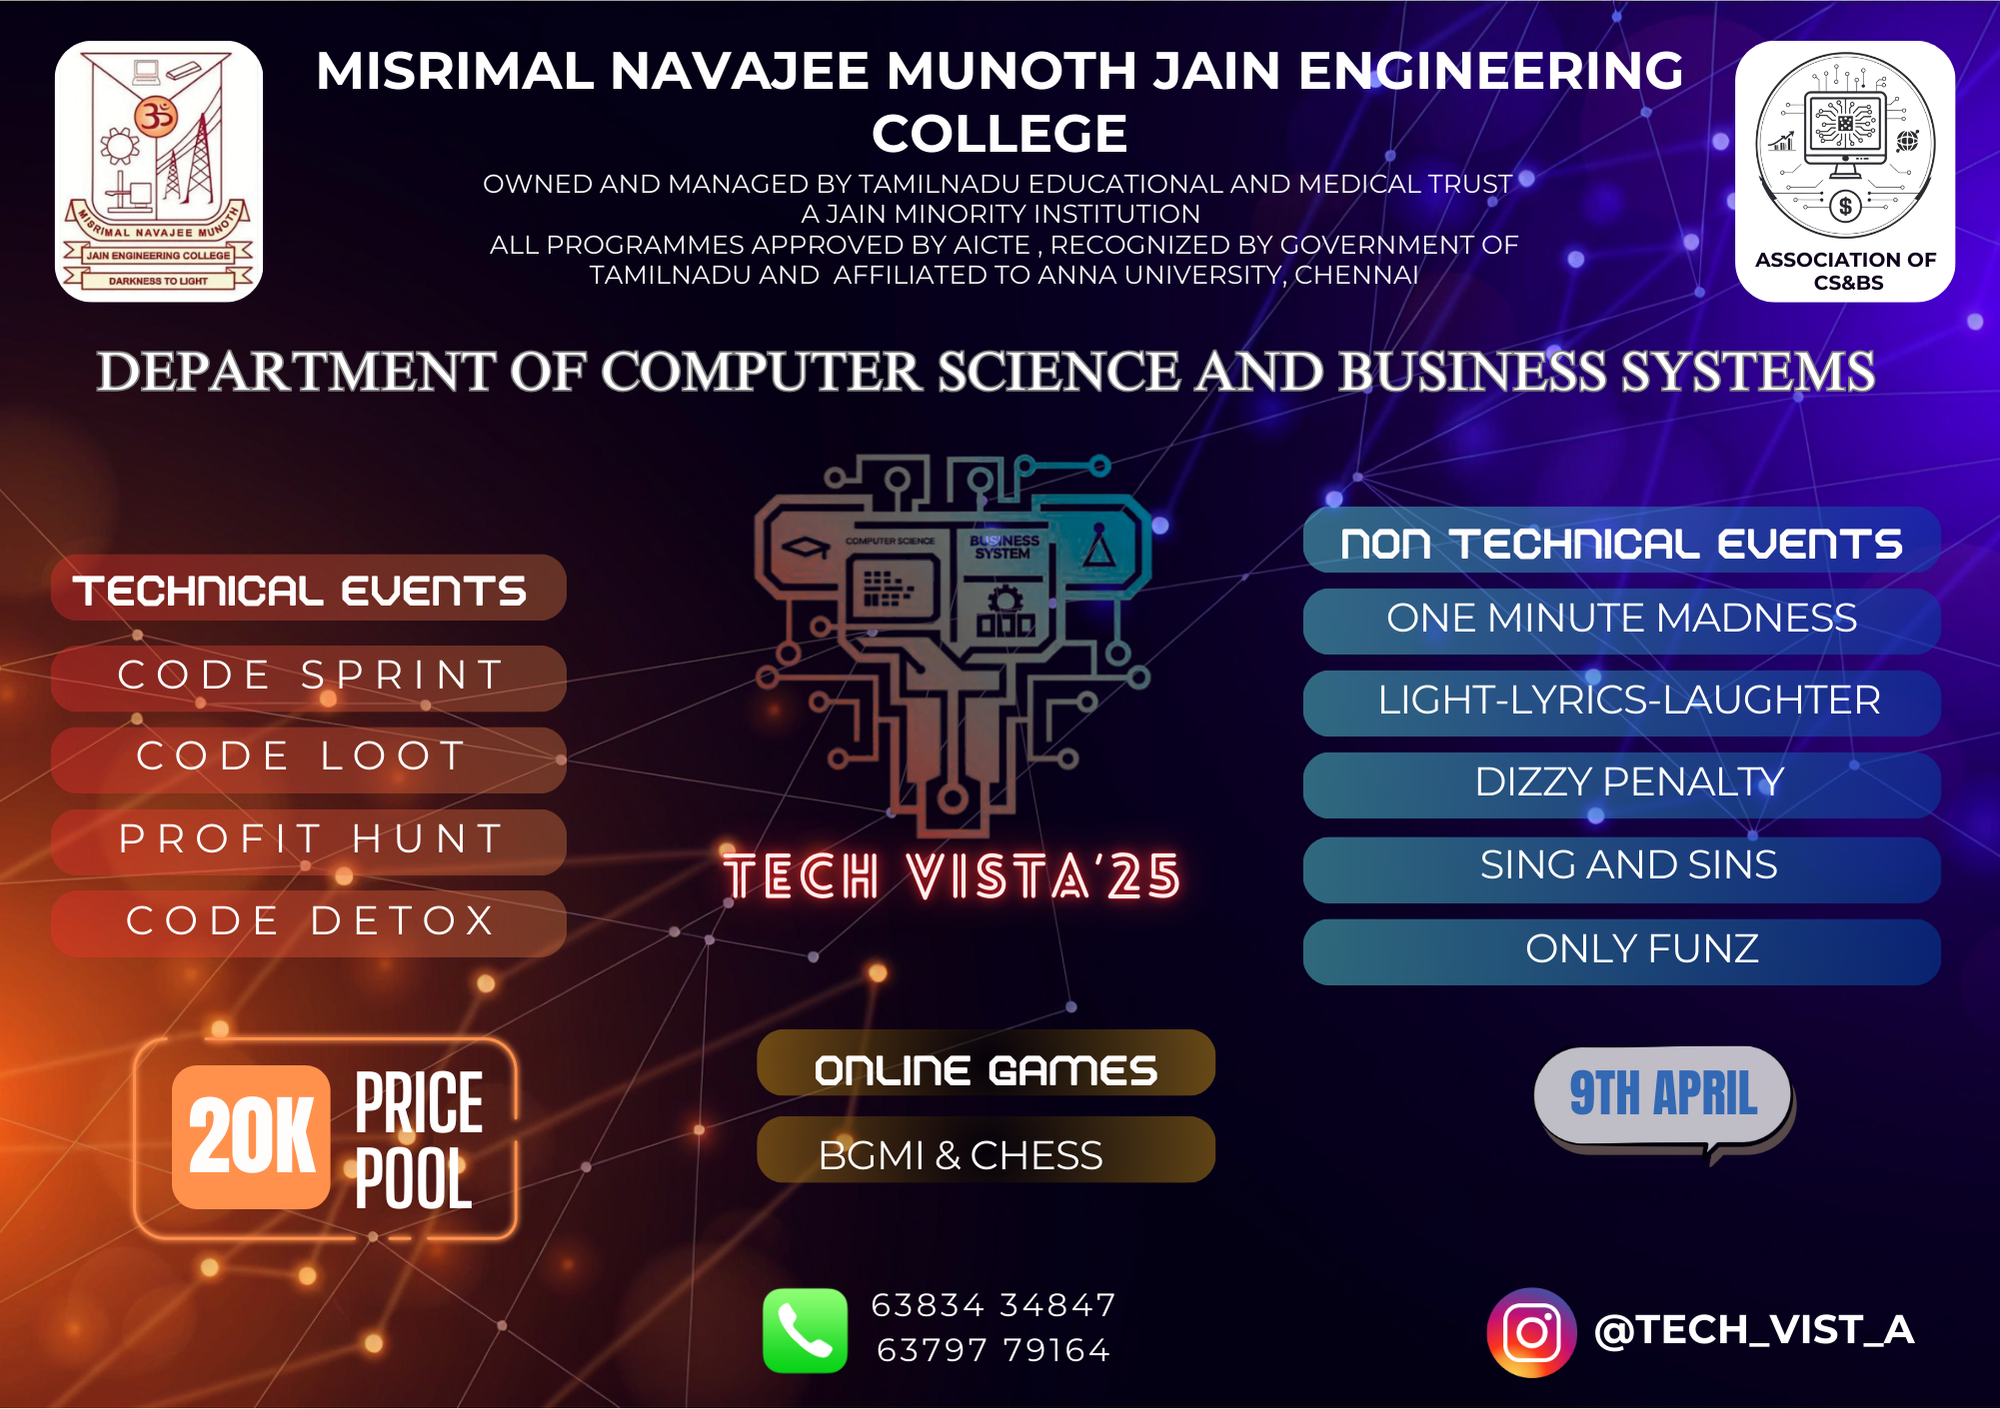 MISRIMAL NAVAJEE MUNOTH JAIN ENGINEERING
COLLEGE
OWNED AND MANAGED BY TAMILNADU EDUCATIONAL AND MEDICAL TRUST
A JAIN MINORITY INSTITUTION
ALL PROGRAMMES APPROVED BY AICTE , RECOGNIZED BY GOVERNMENT OF
TAMILNADU AND AFFILIATED TO ANNA UNIVERSITY, CHENNAI
ॐ
MISRIMAL NAVAJEE MUNOTH
JAIN ENGINEERING COLLEGE
DARKNESS TO LIGHT
$
ASSOCIATION OF
CS&BS
DEPARTMENT OF COMPUTER SCIENCE AND BUSINESS SYSTEMS
TECHNICAL EVENTS
CODE SPRINT
CODE LOOT
PROFIT HUNT
CODE DETOX
COMPUTER SCIENCE
BUSINESS
SYSTEM
TECH VISTA'25
NON TECHNICAL EVENTS
ONE MINUTE MADNESS
LIGHT-LYRICS-LAUGHTER
DIZZY PENALTY
SING AND SINS
ONLY FUNZ
20K
PRICE
POOL
ONLINE GAMES
BGMI & CHESS
9TH APRIL
63834 34847
63797 79164
@TECH_VIST_A